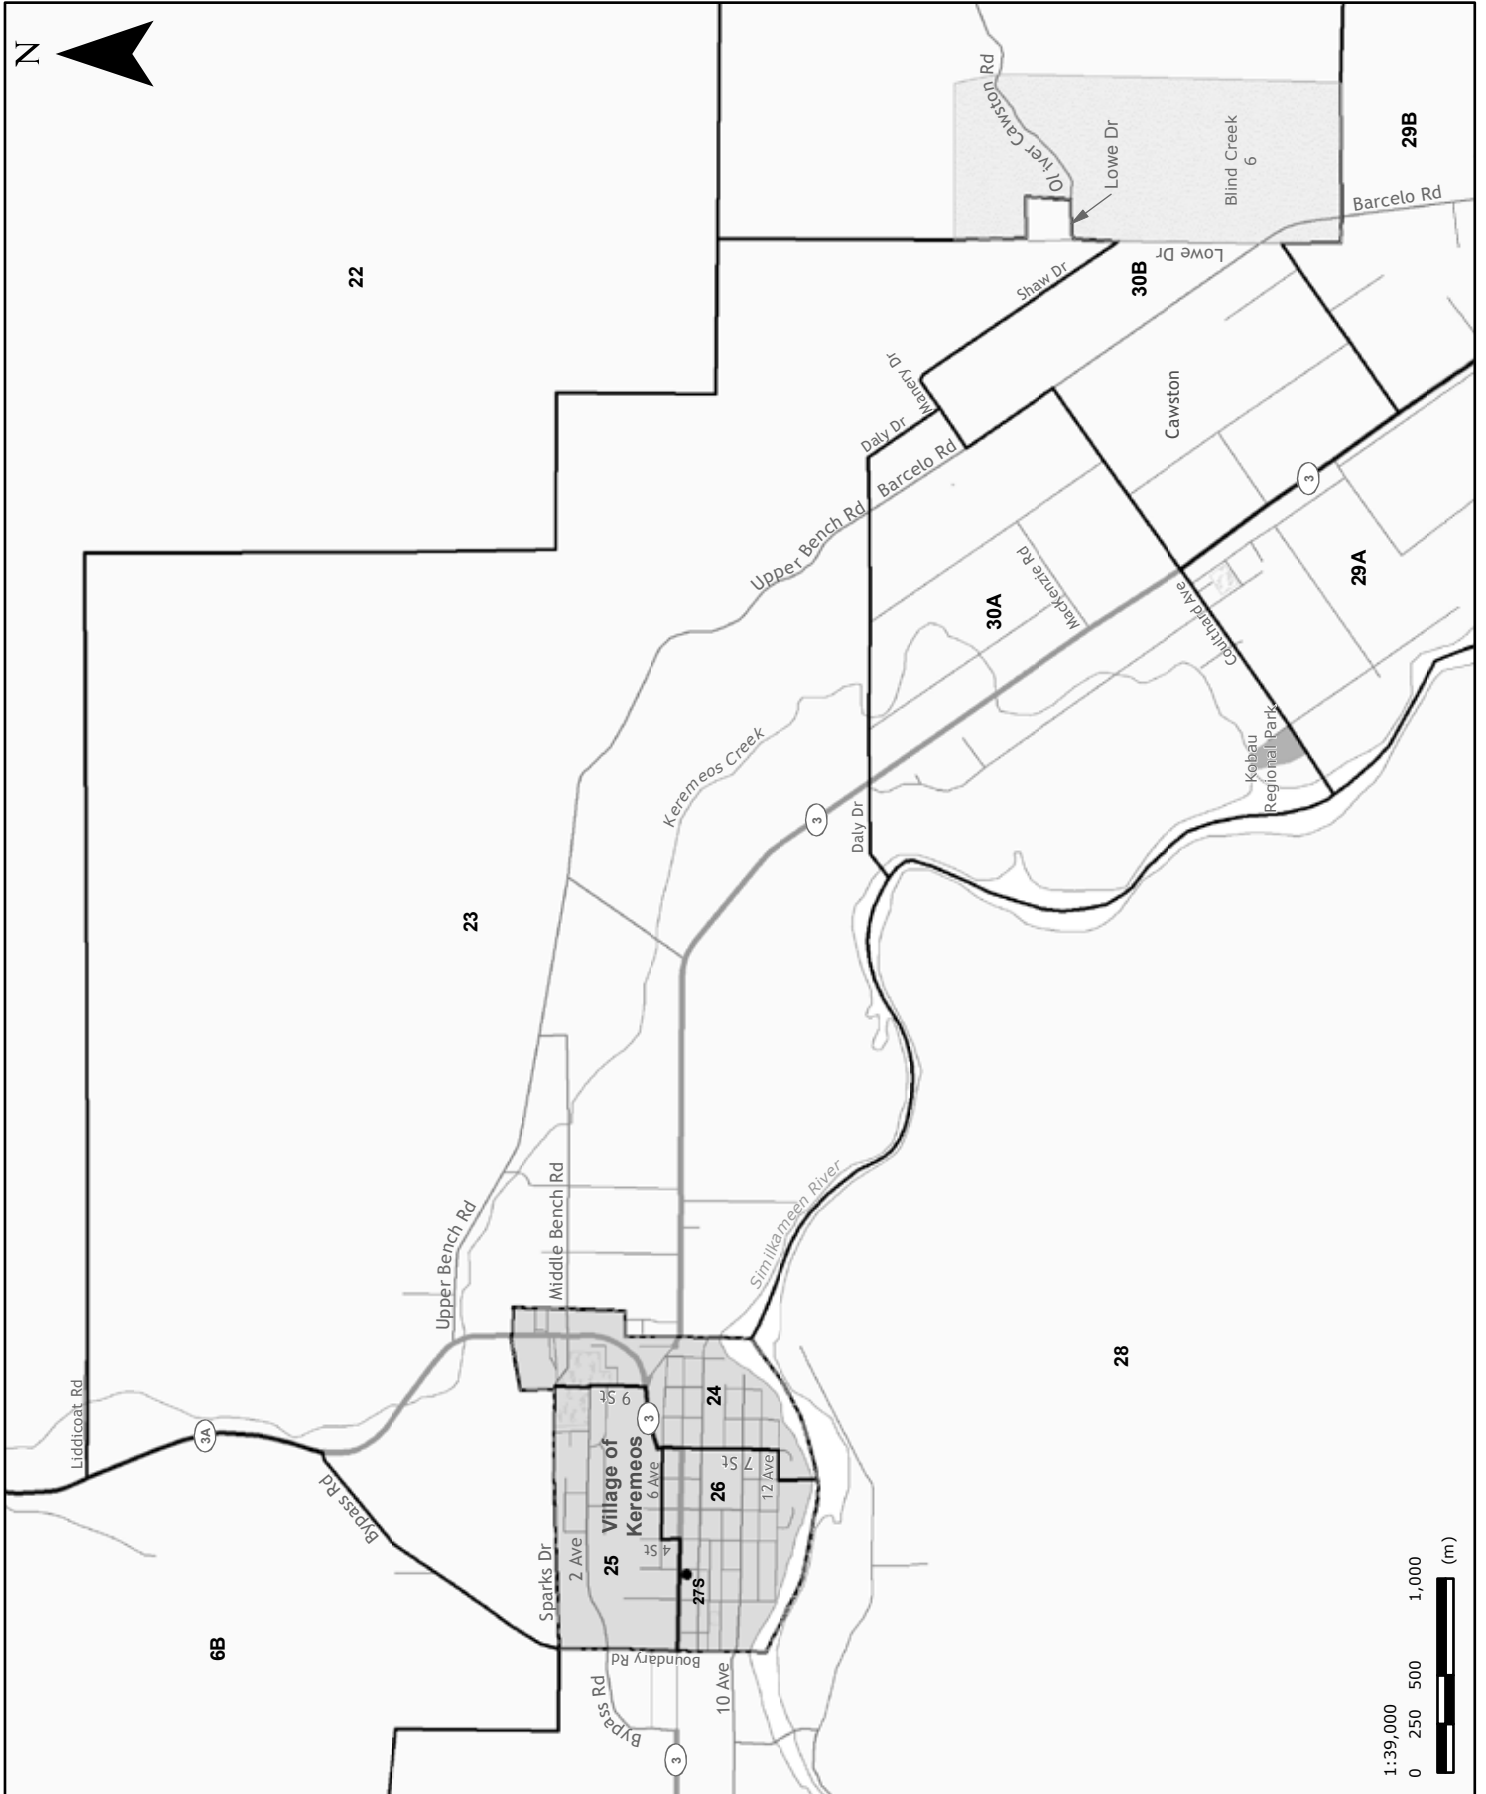 N
22
23
Liddicoat Rd
3A
Bypass Rd
6B
Upper Bench Rd
Middle Bench Rd
Sparks Dr
2 Ave
9 St
3
24
Village of
Keremeos
25
6 Ave
4 St
7 St
26
12 Ave
27S
Boundary Rd
Bypass Rd
10 Ave
3
Similkameen River
28
Keremeos Creek
3
Daly Dr
Upper Bench Rd
Barcelo Rd
Daly Dr
Manery Dr
Shaw Dr
30B
Lowe Dr
Oliver Cawston Rd
Lowe Dr
Blind Creek
6
29B
Barcelo Rd
Cawston
3
30A
MacKenzie Rd
Coulthard Ave
29A
Kobau
Regional Park
1:39,000
0 250 500 1,000
(m)